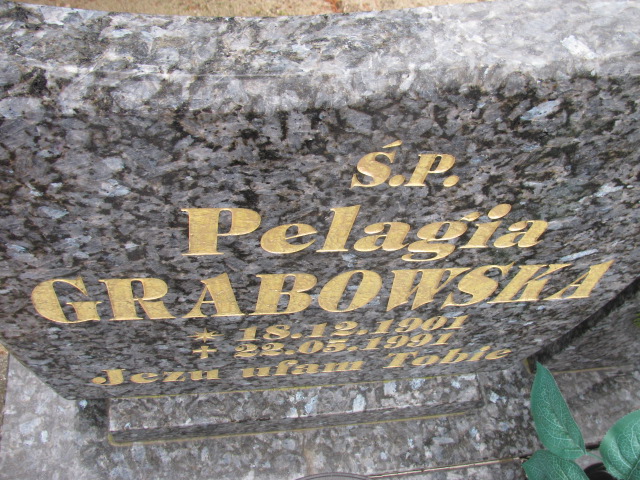 Ś.P.
Pelagia
GRABOWSKA
* 18.12.1901
+ 22.05.1991
Jezu ufam Tobie